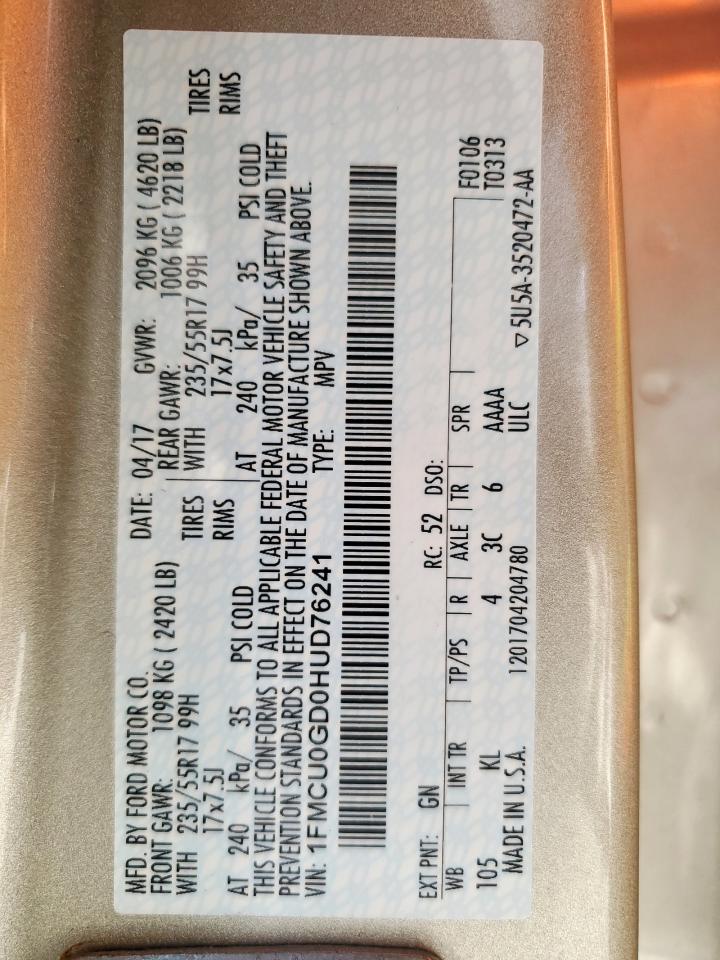 MFD. BY FORD MOTOR CO.
DATE: 04/17 GVWR: 2096 KG ( 4620 LB)
FRONT GAWR: 1098 KG ( 2420 LB) REAR GAWR: 1006 KG ( 2218 LB)
WITH 235/55R17 99H TIRES WITH 235/55R17 99H TIRES
17x7.5J RIMS 17x7.5J RIMS
AT 240 kPa/ 35 PSI COLD AT 240 kPa/ 35 PSI COLD
THIS VEHICLE CONFORMS TO ALL APPLICABLE FEDERAL MOTOR VEHICLE SAFETY AND THEFT
PREVENTION STANDARDS IN EFFECT ON THE DATE OF MANUFACTURE SHOWN ABOVE.
VIN: 1FMCU0GD0HUD76241 TYPE: MPV
EXT PNT: GN RC: 52 DSO:
WB INT TR TP/PS R AXLE TR SPR F0106
T0313
105 KL 4 3C 6 AAAA
MADE IN U.S.A. 1201704204780 ULC ▽5U5A-3520472-AA